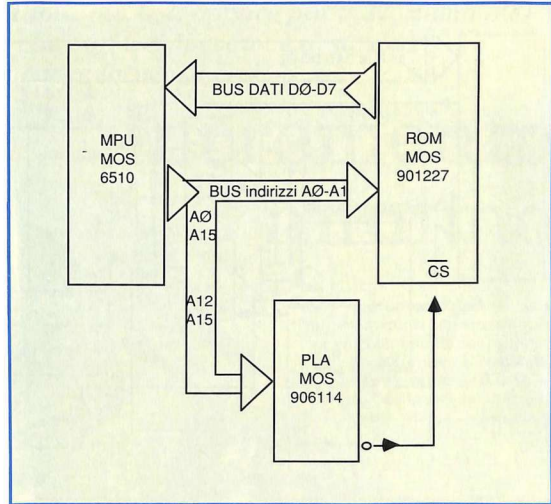 BUS DATI DØ-D7
MPU
MOS
6510
ROM
MOS
901227
BUS indirizzi AØ-A1
AØ
A15
CS
A12
A15
PLA
MOS
906114